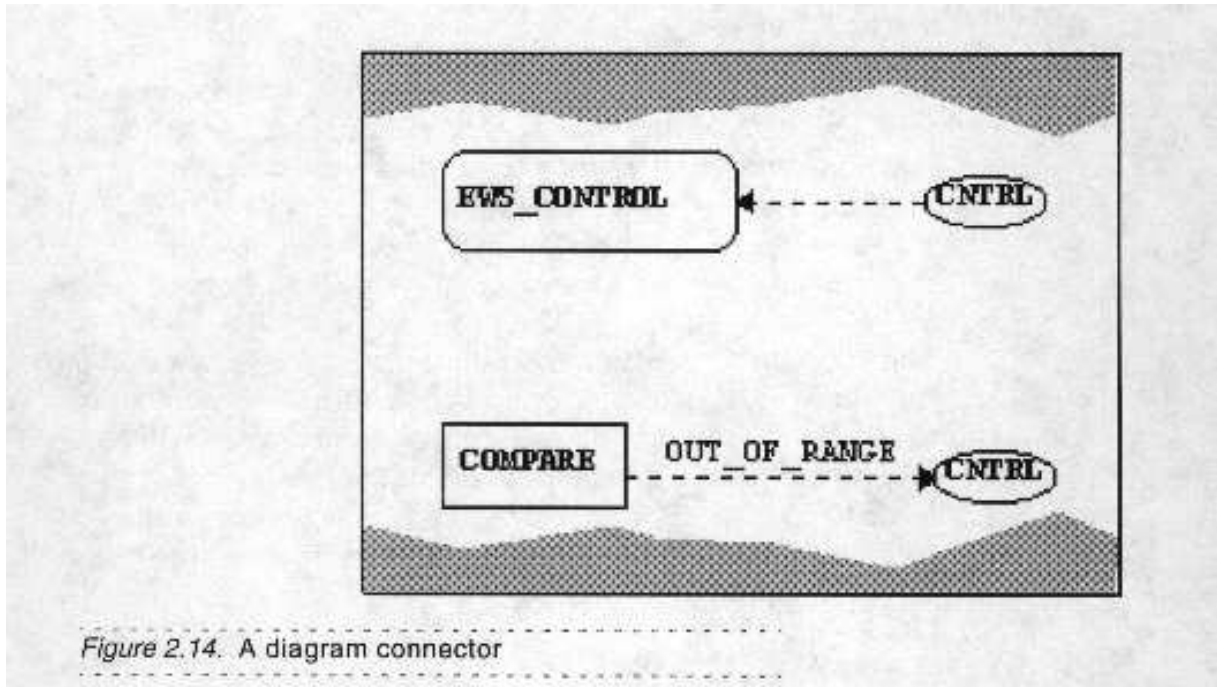 EWS_CONTROL
CNTRL
COMPARE
OUT_OF_RANGE
CNTRL
Figure 2.14. A diagram connector